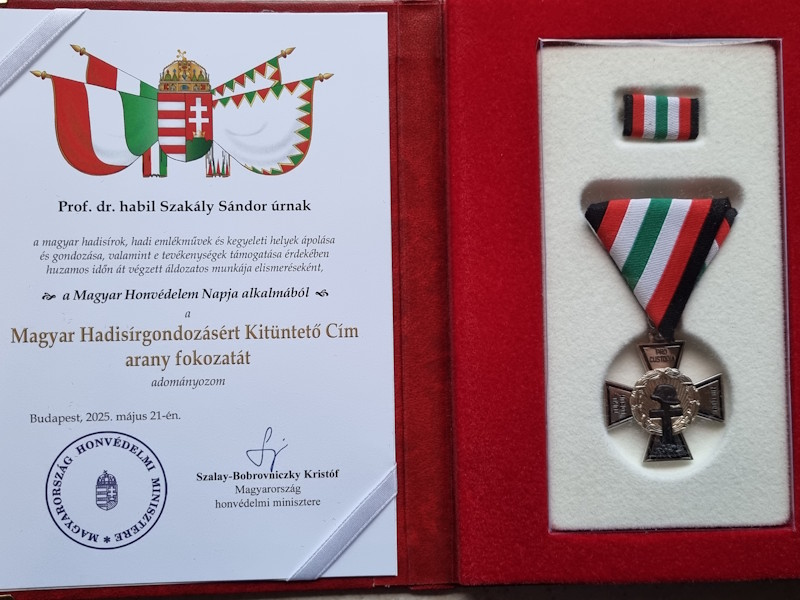 Prof. dr. habil Szakály Sándor úrnak
a magyar hadisírok, hadi emlékművek és kegyeleti helyek ápolása
és gondozása, valamint e tevékenységek támogatása érdekében
huzamos időn át végzett áldozatos munkája elismeréseként,
a Magyar Honvédelem Napja alkalmából
a
Magyar Hadisírgondozásért Kitüntető Cím
arany fokozatát
adományozom
Budapest, 2025. május 21-én.
MAGYARORSZÁG HONVÉDELMI MINISZTERE
Szalay-Bobrovniczky Kristóf
Magyarország
honvédelmi minisztere
PRO
CUSTODIA